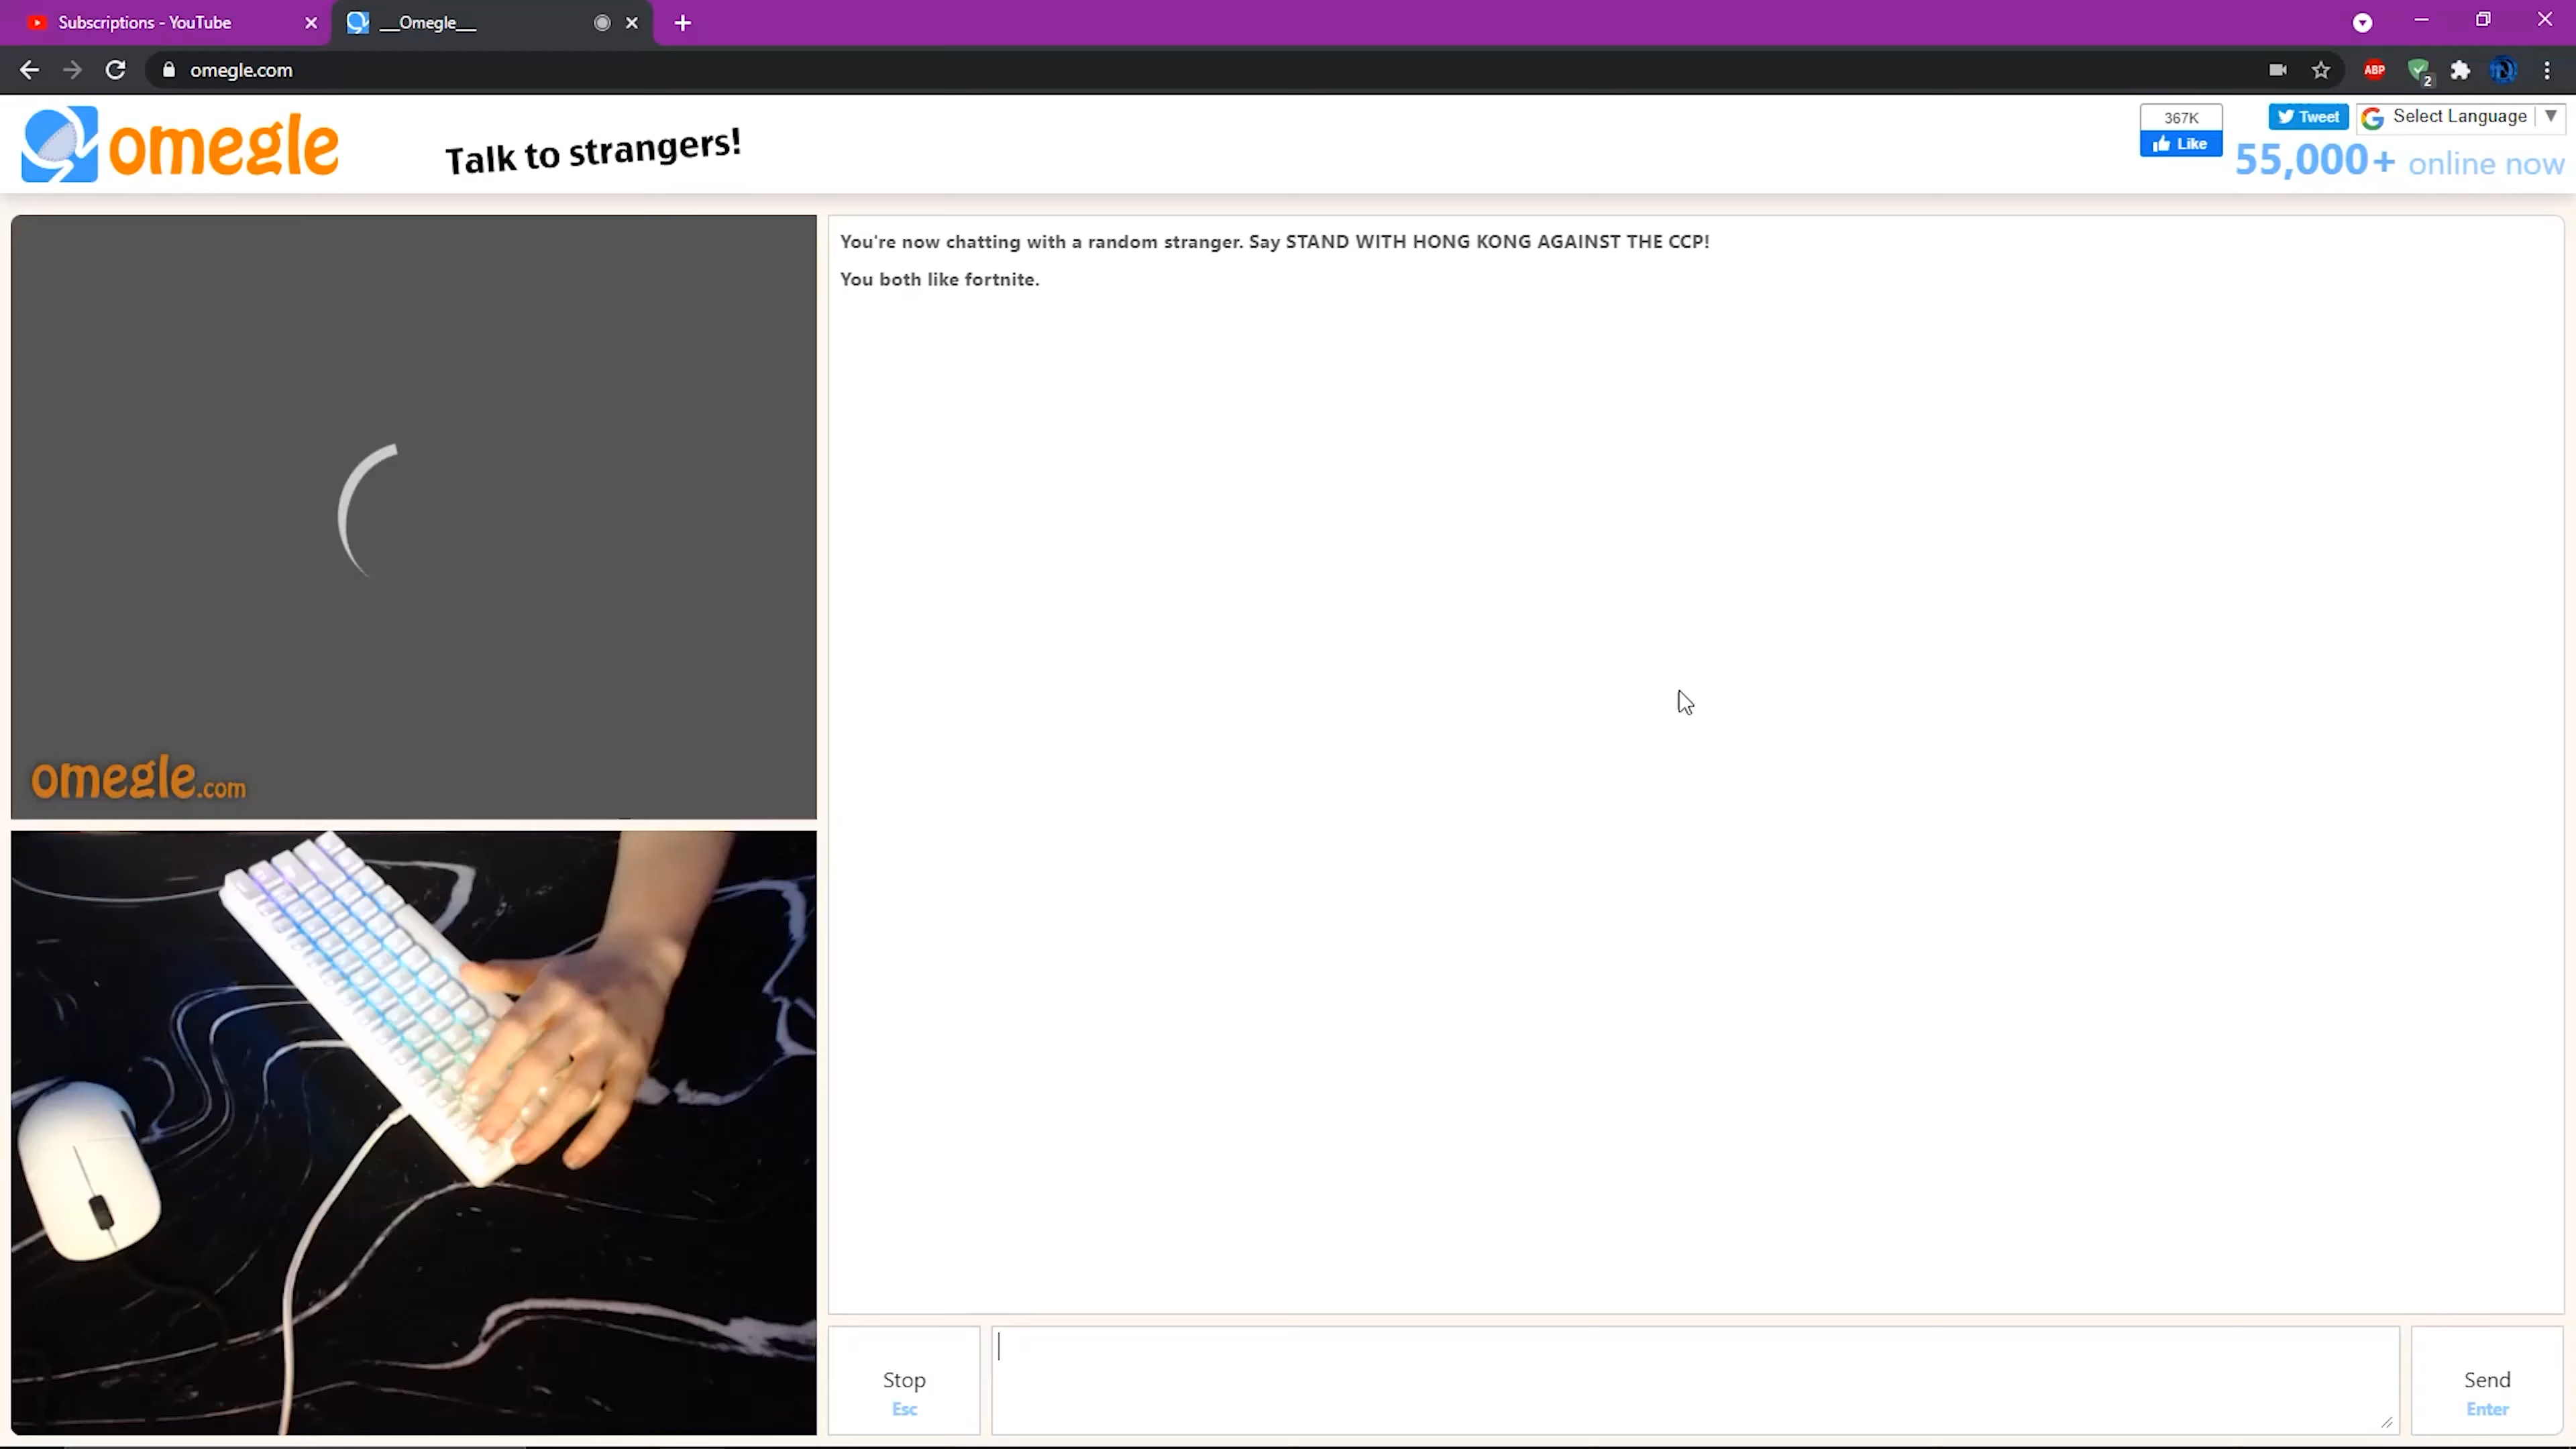 Subscriptions - YouTube
__Omegle__
omegle.com
ABP
2
omegle
Talk to strangers!
367K
Like
Tweet
Select Language
55,000+ online now
You're now chatting with a random stranger. Say STAND WITH HONG KONG AGAINST THE CCP!
You both like fortnite.
omegle.com
Stop
Esc
Send
Enter